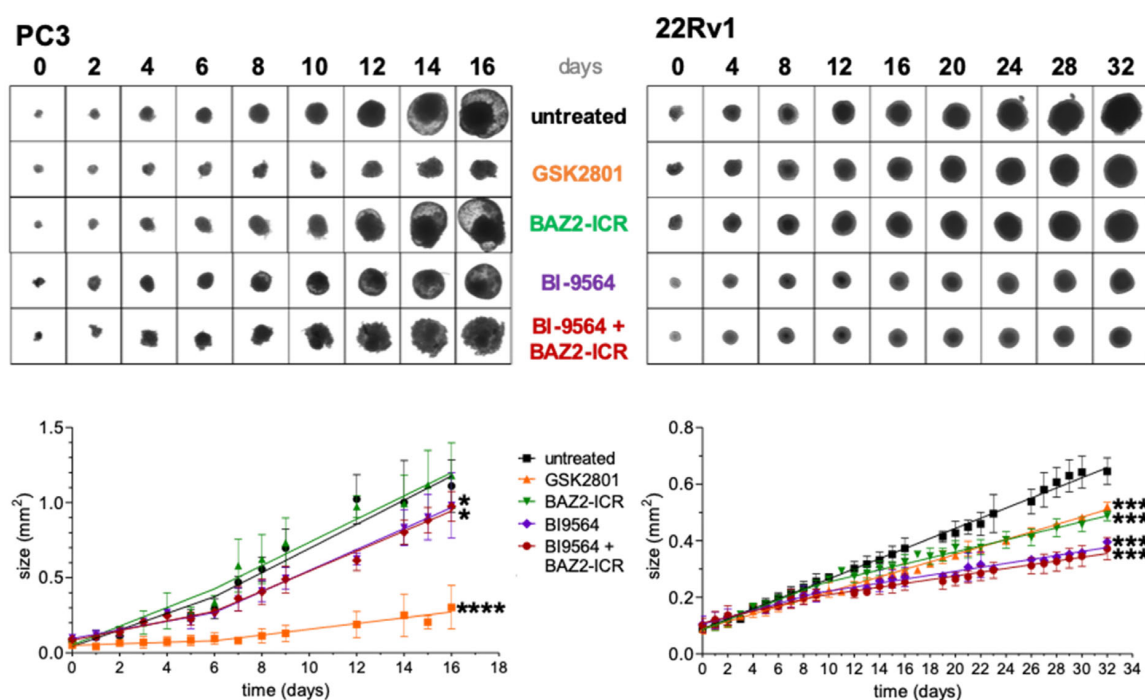 PC3
22Rv1
0 2 4 6 8 10 12 14 16
days
0 4 8 12 16 20 24 28 32
untreated
GSK2801
BAZ2-ICR
BI-9564
BI-9564 +
BAZ2-ICR
size (mm²)
1.5
1.0
0.5
0.0
0 2 4 6 8 10 12 14 16 18
time (days)
*
*
****
untreated
GSK2801
BAZ2-ICR
BI9564
BI9564 +
BAZ2-ICR
size (mm²)
0.8
0.6
0.4
0.2
0.0
0 2 4 6 8 10 12 14 16 18 20 22 24 26 28 30 32 34
time (days)
***
***
***
***